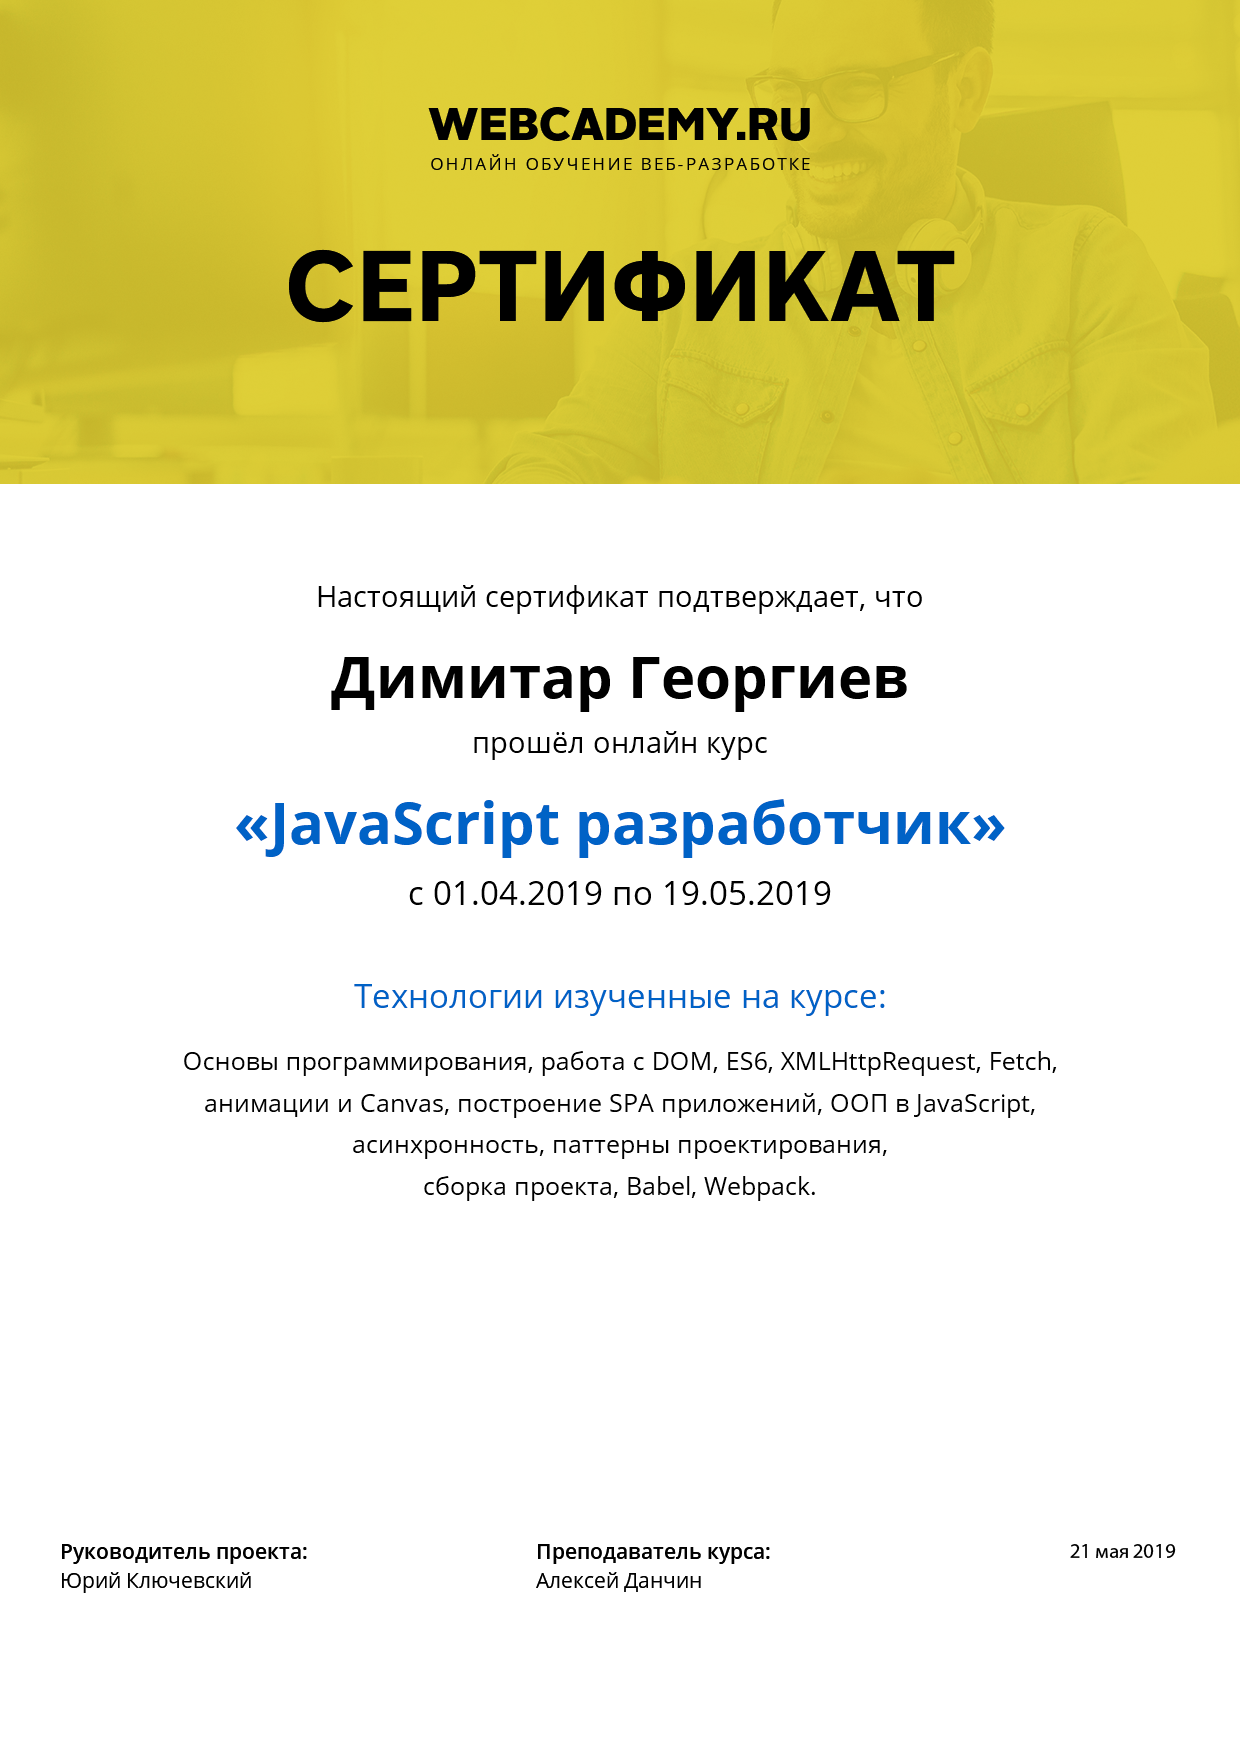 WEBCADEMY.RU
ОНЛАЙН ОБУЧЕНИЕ ВЕБ-РАЗРАБОТКЕ
СЕРТИФИКАТ
Настоящий сертификат подтверждает, что
Димитар Георгиев
прошёл онлайн курс
«JavaScript разработчик»
с 01.04.2019 по 19.05.2019
Технологии изученные на курсе:
Основы программирования, работа с DOM, ES6, XMLHttpRequest, Fetch,
анимации и Canvas, построение SPA приложений, ООП в JavaScript,
асинхронность, паттерны проектирования,
сборка проекта, Babel, Webpack.
Руководитель проекта:
Юрий Ключевский
Преподаватель курса:
Алексей Данчин
21 мая 2019